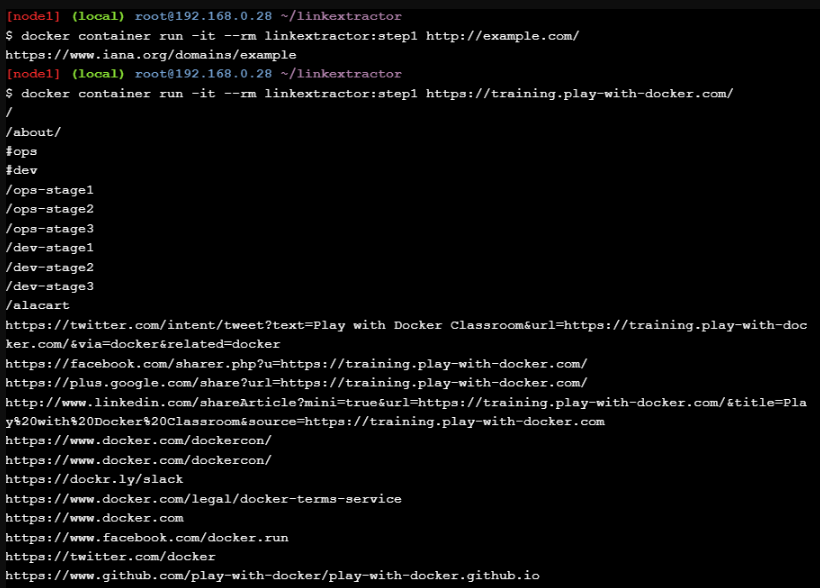 [node1] (local) root@192.168.0.28 ~/linkextractor
$ docker container run -it --rm linkextractor:step1 http://example.com/
https://www.iana.org/domains/example
[node1] (local) root@192.168.0.28 ~/linkextractor
$ docker container run -it --rm linkextractor:step1 https://training.play-with-docker.com/
/
/about/
#ops
#dev
/ops-stage1
/ops-stage2
/ops-stage3
/dev-stage1
/dev-stage2
/dev-stage3
/alacart
https://twitter.com/intent/tweet?text=Play with Docker Classroom&url=https://training.play-with-doc
ker.com/&via=docker&related=docker
https://facebook.com/sharer.php?u=https://training.play-with-docker.com/
https://plus.google.com/share?url=https://training.play-with-docker.com/
http://www.linkedin.com/shareArticle?mini=true&url=https://training.play-with-docker.com/&title=Pla
y%20with%20Docker%20Classroom&source=https://training.play-with-docker.com
https://www.docker.com/dockercon/
https://www.docker.com/dockercon/
https://dockr.ly/slack
https://www.docker.com/legal/docker-terms-service
https://www.docker.com
https://www.facebook.com/docker.run
https://twitter.com/docker
https://www.github.com/play-with-docker/play-with-docker.github.io